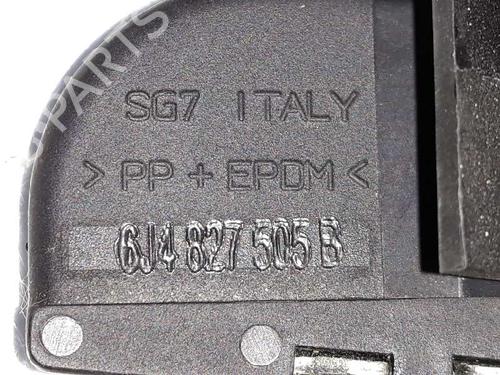 SG7 ITALY
> PP + EPDM <
6J4 827 505 B